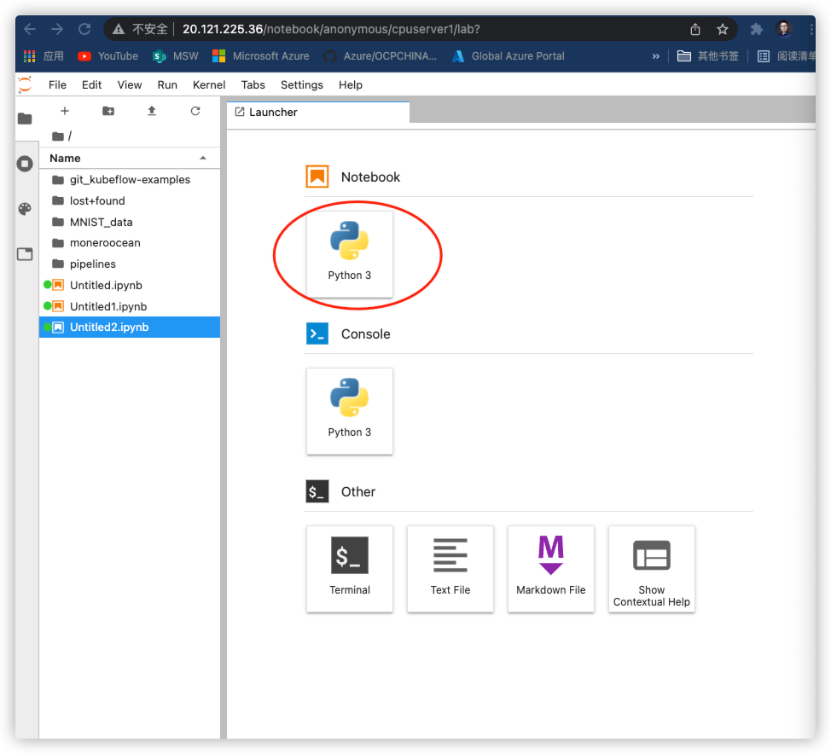 不安全 20.121.225.36/notebook/anonymous/cpuserver1/lab?
应用 YouTube MSW Microsoft Azure Azure/OCPCHINA... Global Azure Portal » 其他书签 阅读清单
File Edit View Run Kernel Tabs Settings Help
Launcher
/
Name
git_kubeflow-examples
lost+found
MNIST_data
moneroocean
pipelines
Untitled.ipynb
Untitled1.ipynb
Untitled2.ipynb
Notebook
Python 3
Console
Python 3
$_ Other
$_
Terminal Text File Markdown File Show
Contextual Help